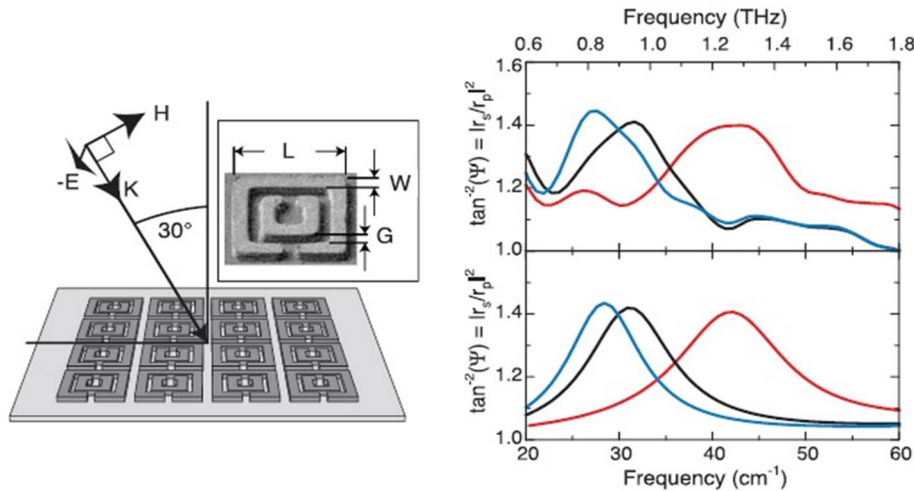 H
-E
K
30°
L
W
G
Frequency (THz)
0.6 0.8 1.0 1.2 1.4 1.6 1.8
tan⁻²(Ψ) = |rₛ/rₚ|²
1.6
1.4
1.2
1.0
tan⁻²(Ψ) = |rₛ/rₚ|²
1.4
1.2
1.0
20 30 40 50 60
Frequency (cm⁻¹)